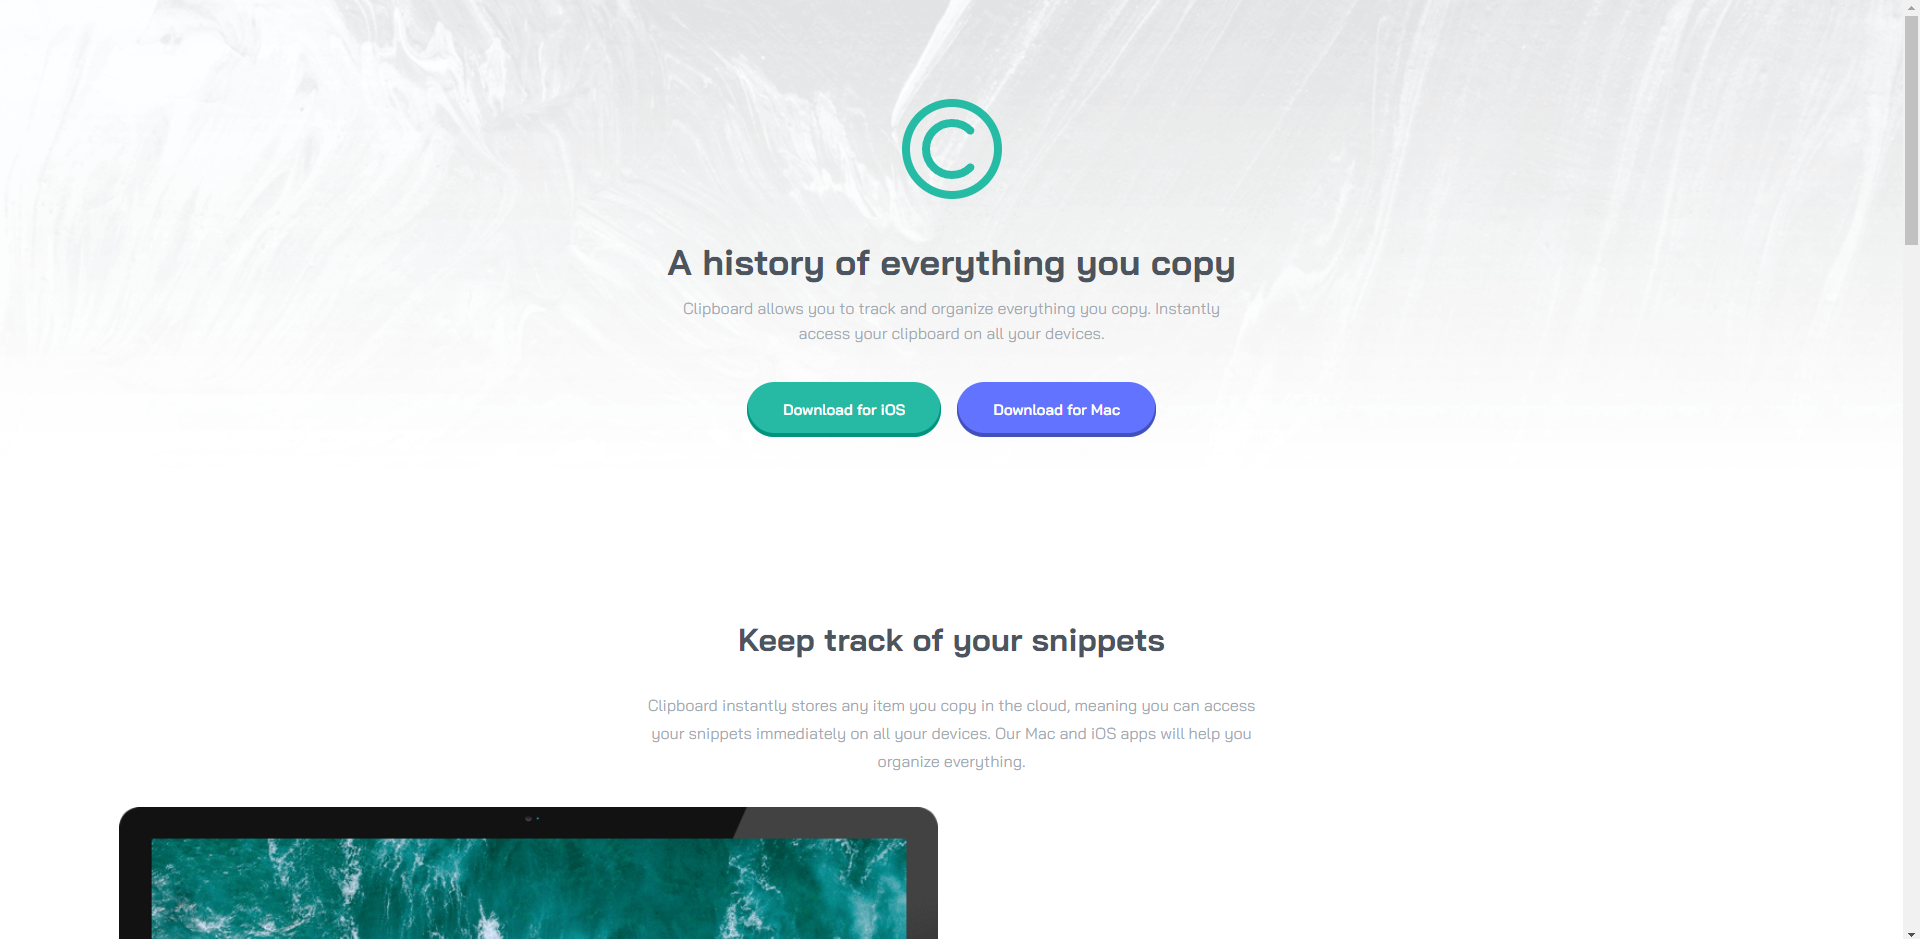 A history of everything you copy
Clipboard allows you to track and organize everything you copy. Instantly
access your clipboard on all your devices.
Download for iOS
Download for Mac
Keep track of your snippets
Clipboard instantly stores any item you copy in the cloud, meaning you can access
your snippets immediately on all your devices. Our Mac and iOS apps will help you
organize everything.